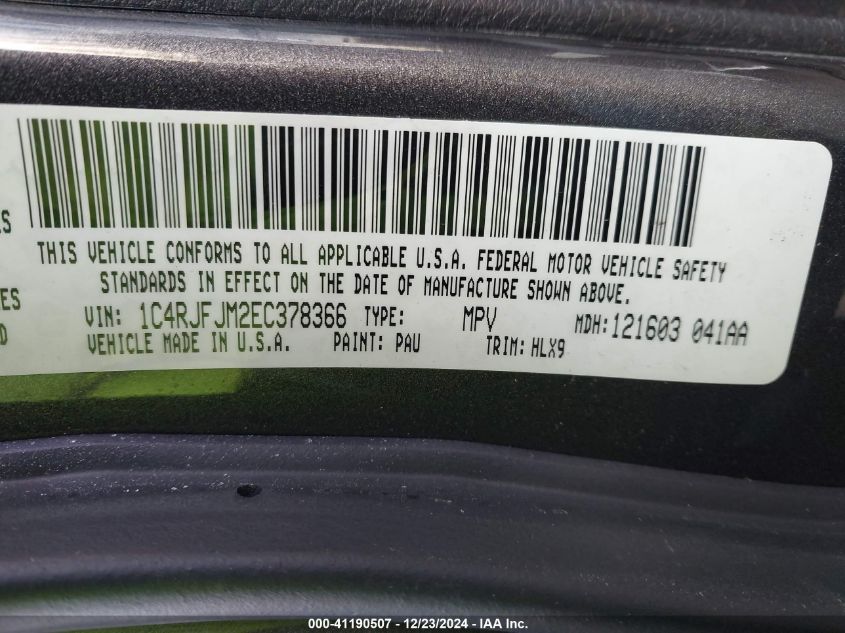 THIS VEHICLE CONFORMS TO ALL APPLICABLE U.S.A. FEDERAL MOTOR VEHICLE SAFETY
STANDARDS IN EFFECT ON THE DATE OF MANUFACTURE SHOWN ABOVE.
ES
VIN: 1C4RJFJM2EC378366 TYPE: MPV MDH: 121603 041AA
D
VEHICLE MADE IN U.S.A. PAINT: PAU TRIM: HLX9
000-41190507 - 12/23/2024 - IAA Inc.